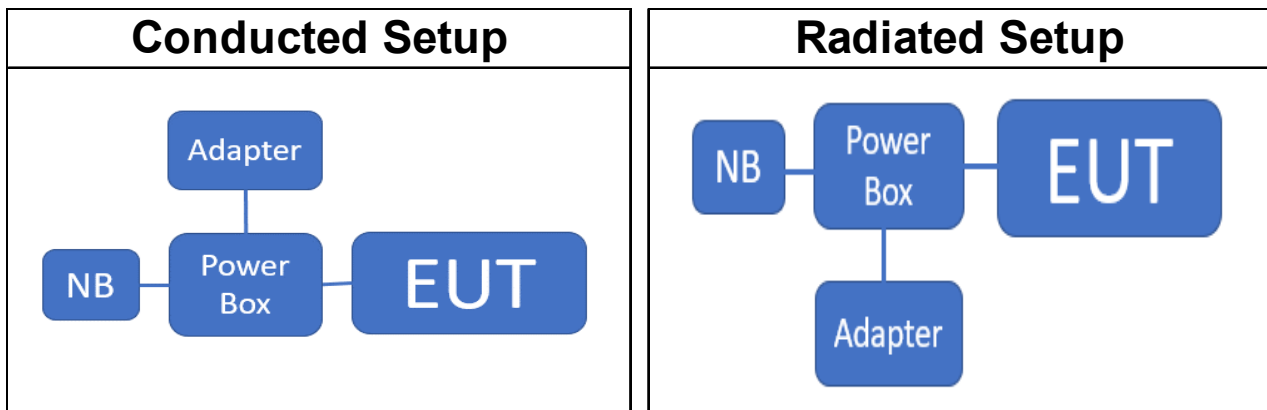 Conducted Setup
Adapter
NB
Power
Box
EUT
Radiated Setup
NB
Power
Box
EUT
Adapter